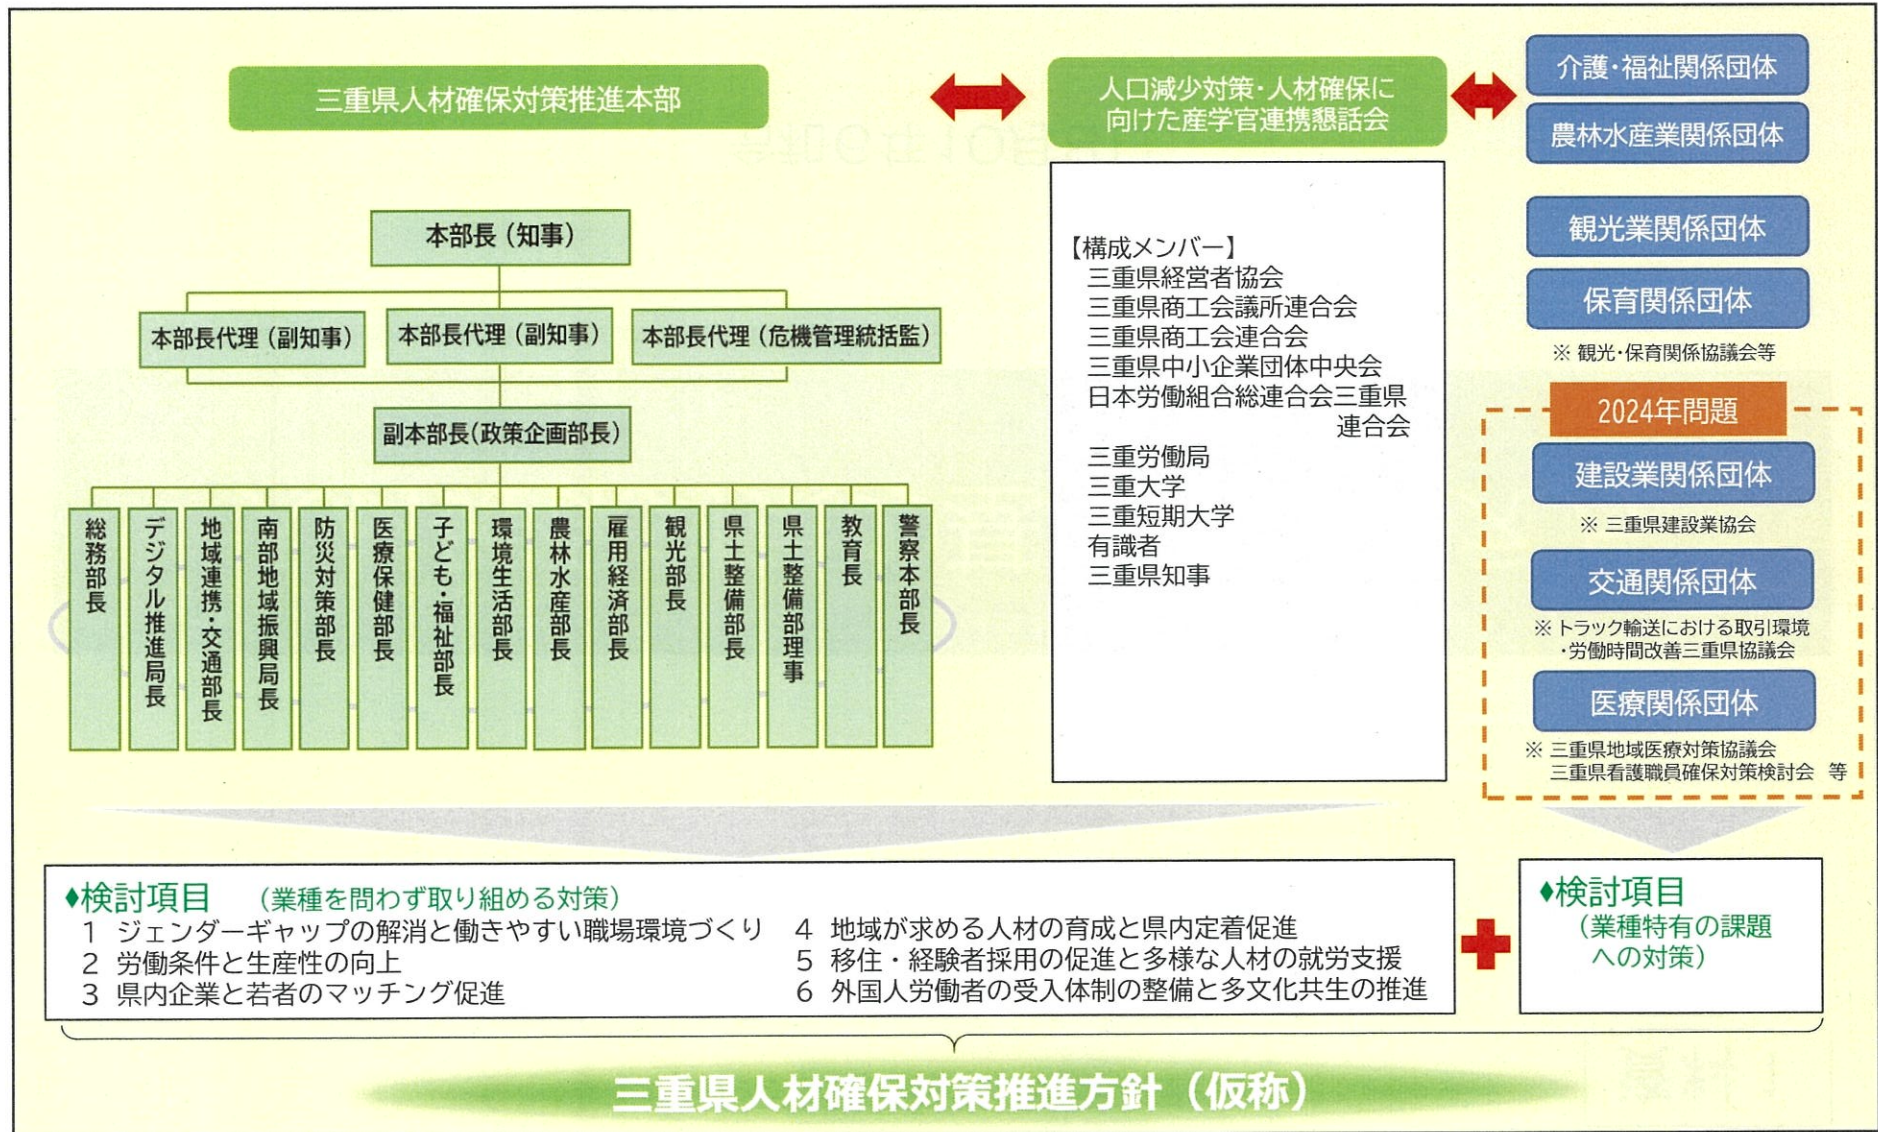 三重県人材確保対策推進本部
本部長（知事）
本部長代理（副知事）
本部長代理（副知事）
本部長代理（危機管理統括監）
副本部長（政策企画部長）
総務部長
デジタル推進局長
地域連携・交通部長
南部地域振興局長
防災対策部長
医療保健部長
子ども・福祉部長
環境生活部長
農林水産部長
雇用経済部長
観光部長
県土整備部長
県土整備部理事
教育長
警察本部長
人口減少対策・人材確保に
向けた産学官連携懇話会
【構成メンバー】
三重県経営者協会
三重県商工会議所連合会
三重県商工会連合会
三重県中小企業団体中央会
日本労働組合総連合会三重県
連合会
三重労働局
三重大学
三重短期大学
有識者
三重県知事
介護・福祉関係団体
農林水産業関係団体
観光業関係団体
保育関係団体
※ 観光・保育関係協議会等
2024年問題
建設業関係団体
※ 三重県建設業協会
交通関係団体
※ トラック輸送における取引環境
・労働時間改善三重県協議会
医療関係団体
※ 三重県地域医療対策協議会
三重県看護職員確保対策検討会 等
♦検討項目 （業種を問わず取り組める対策）
1 ジェンダーギャップの解消と働きやすい職場環境づくり
2 労働条件と生産性の向上
3 県内企業と若者のマッチング促進
4 地域が求める人材の育成と県内定着促進
5 移住・経験者採用の促進と多様な人材の就労支援
6 外国人労働者の受入体制の整備と多文化共生の推進
♦検討項目
（業種特有の課題
への対策）
三重県人材確保対策推進方針（仮称）